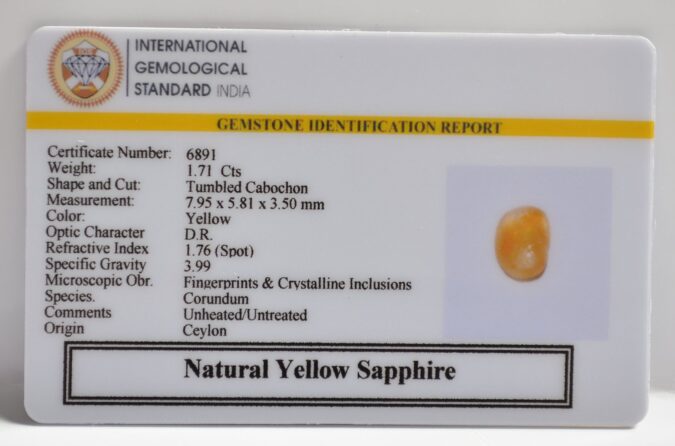 INTERNATIONAL
GEMOLOGICAL
STANDARD INDIA
GEMSTONE IDENTIFICATION REPORT
Certificate Number: 6891
Weight: 1.71 Cts
Shape and Cut: Tumbled Cabochon
Measurement: 7.95 x 5.81 x 3.50 mm
Color: Yellow
Optic Character D.R.
Refractive Index 1.76 (Spot)
Specific Gravity 3.99
Microscopic Obr. Fingerprints & Crystalline Inclusions
Species. Corundum
Comments Unheated/Untreated
Origin Ceylon
Natural Yellow Sapphire